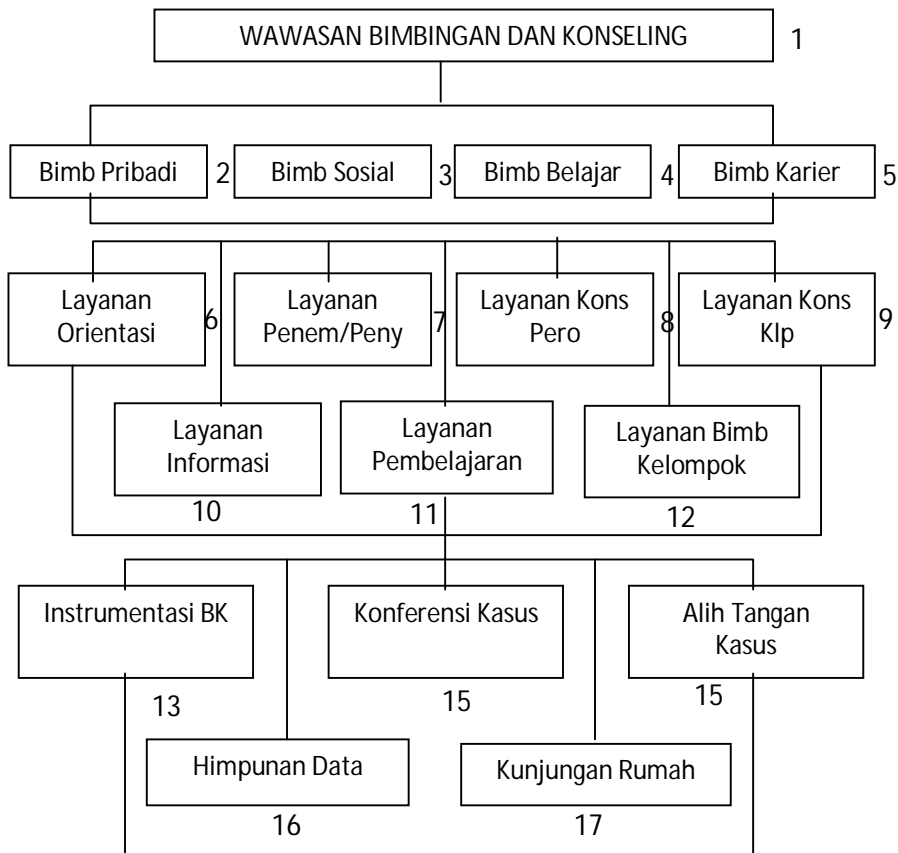 WAWASAN BIMBINGAN DAN KONSELING 1
Bimb Pribadi 2 Bimb Sosial 3 Bimb Belajar 4 Bimb Karier 5
Layanan
Orientasi
6
Layanan
Penem/Peny
7
Layanan Kons
Pero
8
Layanan Kons
Klp
9
Layanan
Informasi
10
Layanan
Pembelajaran
11
Layanan Bimb
Kelompok
12
Instrumentasi BK
13
Konferensi Kasus
15
Alih Tangan
Kasus
15
Himpunan Data
16
Kunjungan Rumah
17